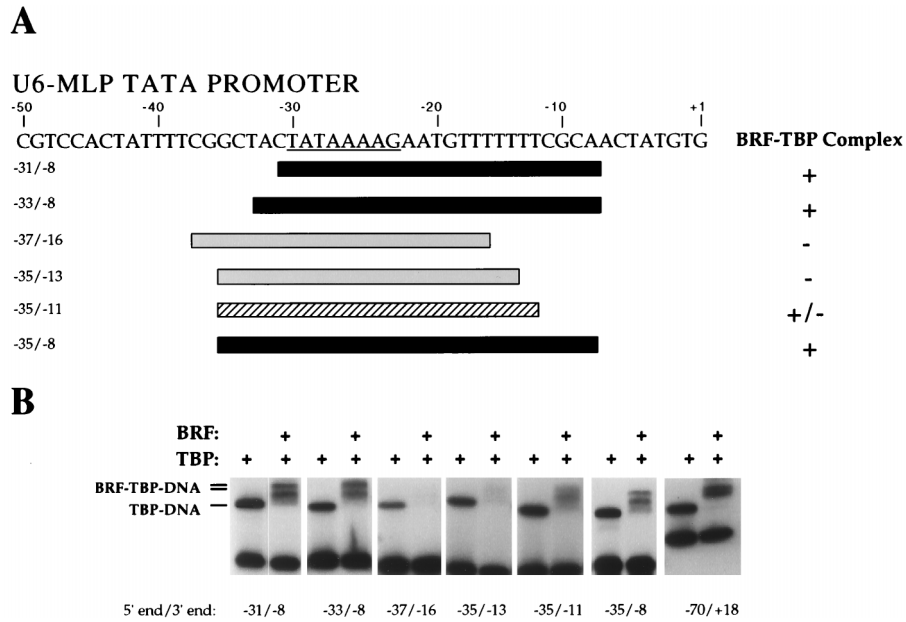 A
U6-MLP TATA PROMOTER
-50 -40 -30 -20 -10 +1
CGTCCACTATTTTCGGCTACTATAAAAGAATGTTTTTTTCGCAACTATGTG BRF-TBP Complex
-31/-8 +
-33/-8 +
-37/-16 -
-35/-13 -
-35/-11 +/-
-35/-8 +
B
BRF: + + + + + + +
TBP: + + + + + + + + + + + + + +
BRF-TBP-DNA
TBP-DNA
5' end/3' end: -31/-8 -33/-8 -37/-16 -35/-13 -35/-11 -35/-8 -70/+18